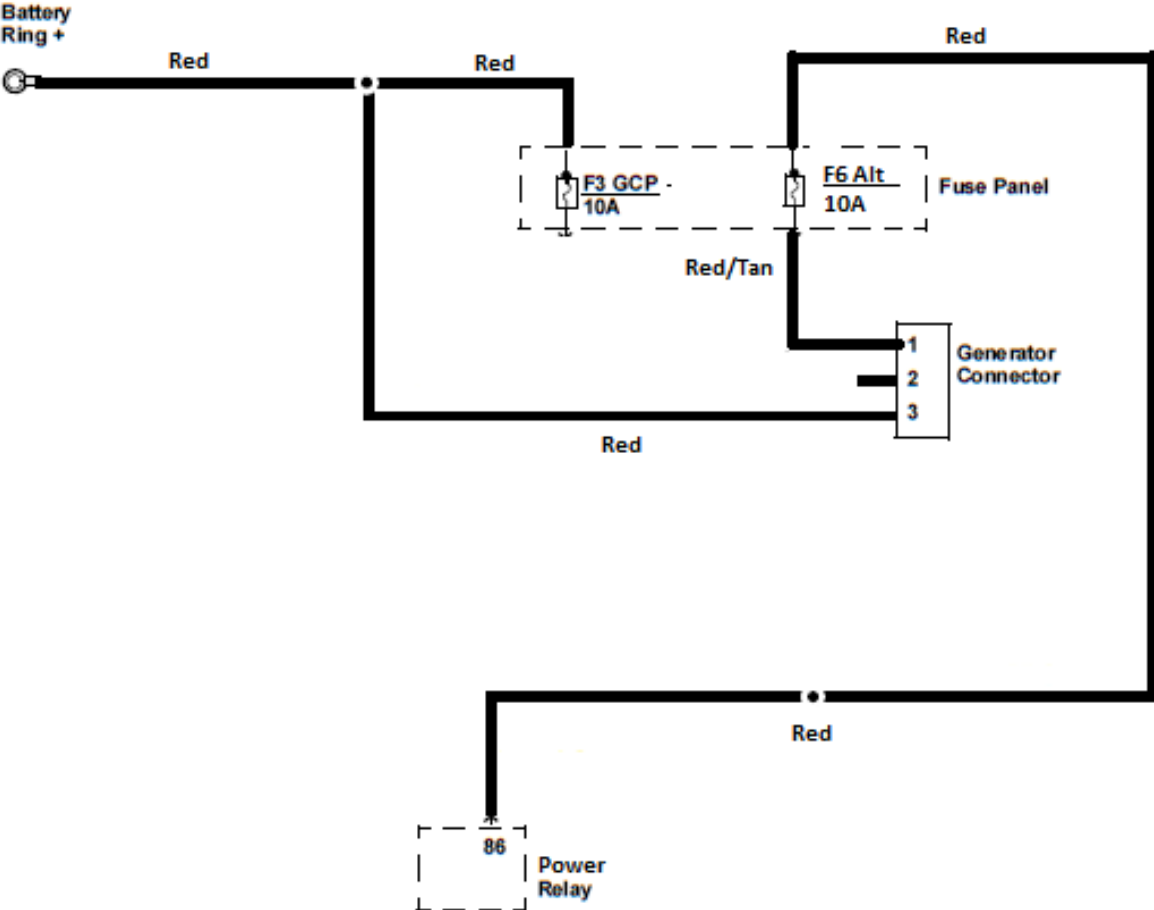 Battery
Ring +
Red
Red
Red
F3 GCP -
10A
F6 Alt
10A
Fuse Panel
Red/Tan
1
2
3
Generator
Connector
Red
Red
86
Power
Relay